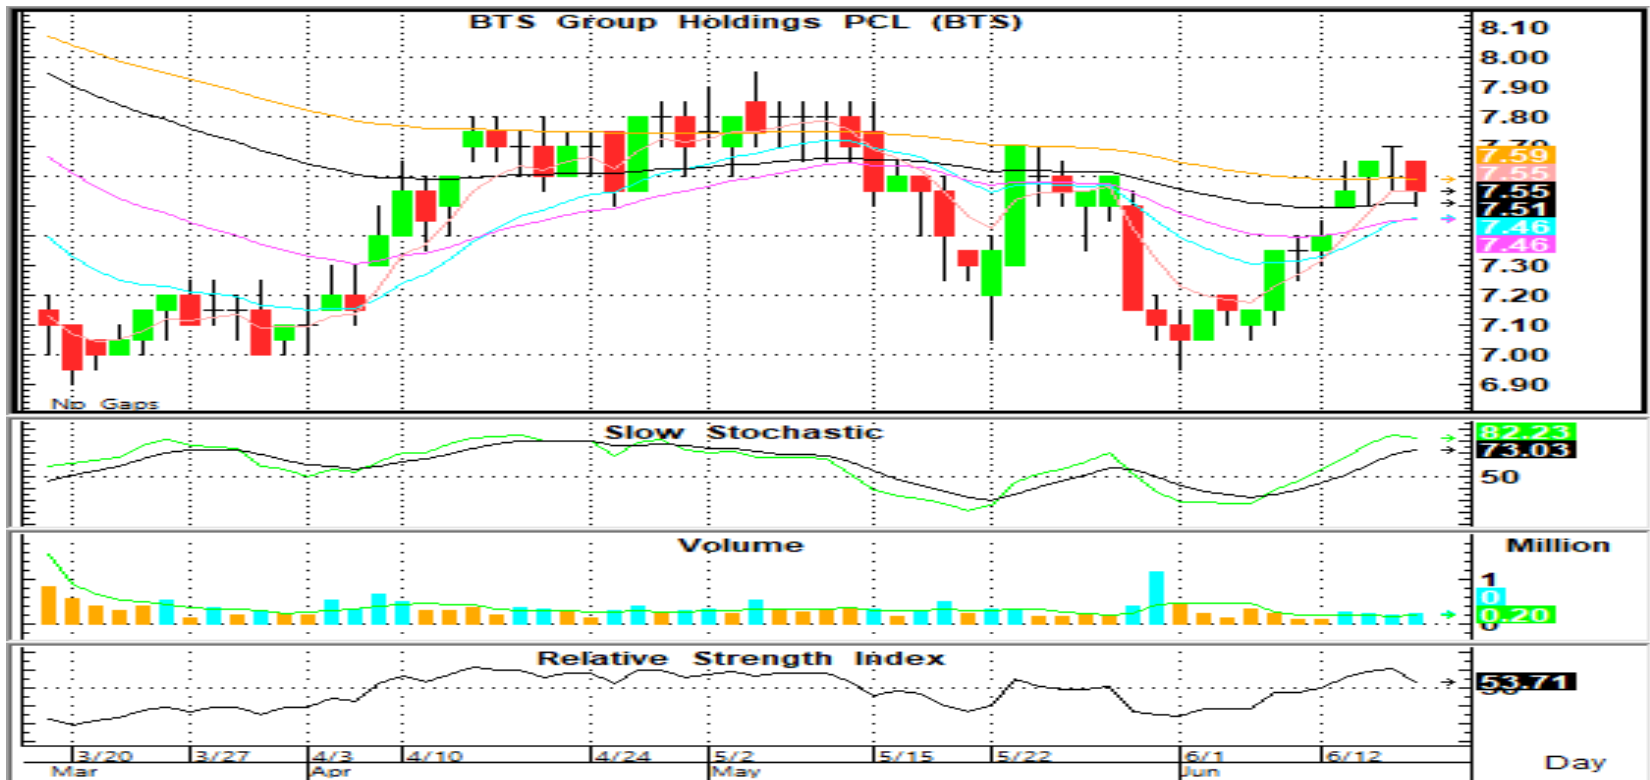 BTS Group Holdings PCL (BTS)
8.10
8.00
7.90
7.80
7.70
7.59
7.55
7.55
7.51
7.46
7.46
7.30
7.20
7.10
7.00
6.90
No Gaps
Slow Stochastic
82.23
73.03
50
Volume
Million
1
0
0.20
0
Relative Strength Index
53.71
50
3/20 3/27 4/3 4/10 4/24 5/2 5/15 5/22 6/1 6/12
Mar Apr May Jun
Day